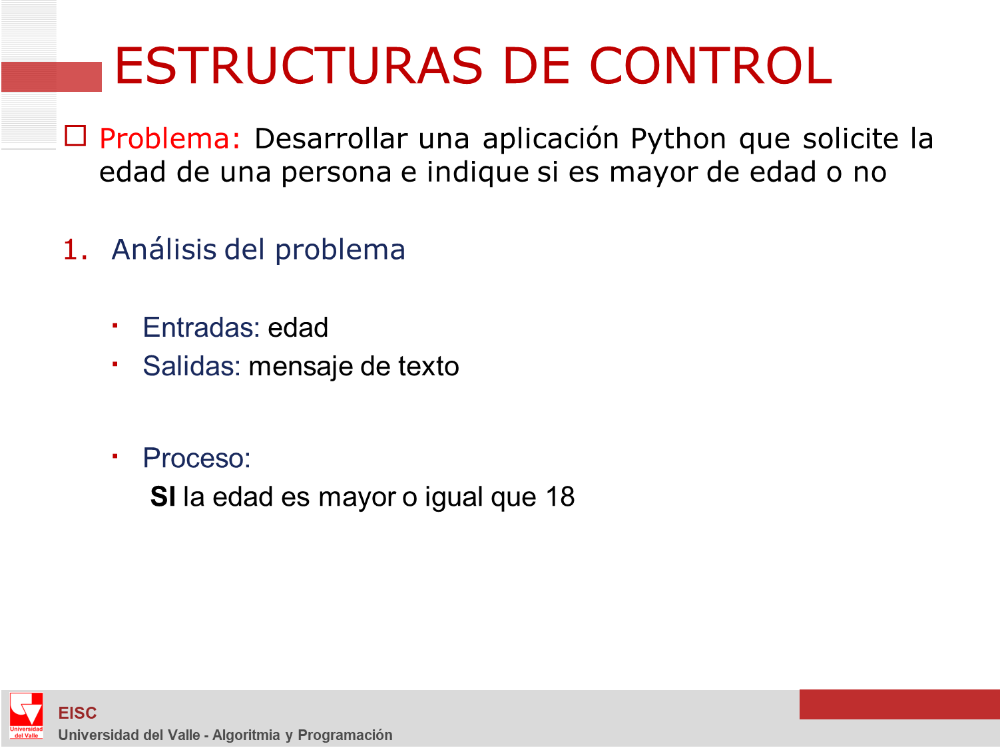 ESTRUCTURAS DE CONTROL
Problema: Desarrollar una aplicación Python que solicite la
edad de una persona e indique si es mayor de edad o no
1. Análisis del problema
▪ Entradas: edad
▪ Salidas: mensaje de texto
▪ Proceso:
SI la edad es mayor o igual que 18
Universidad
del Valle
EISC
Universidad del Valle - Algoritmia y Programación